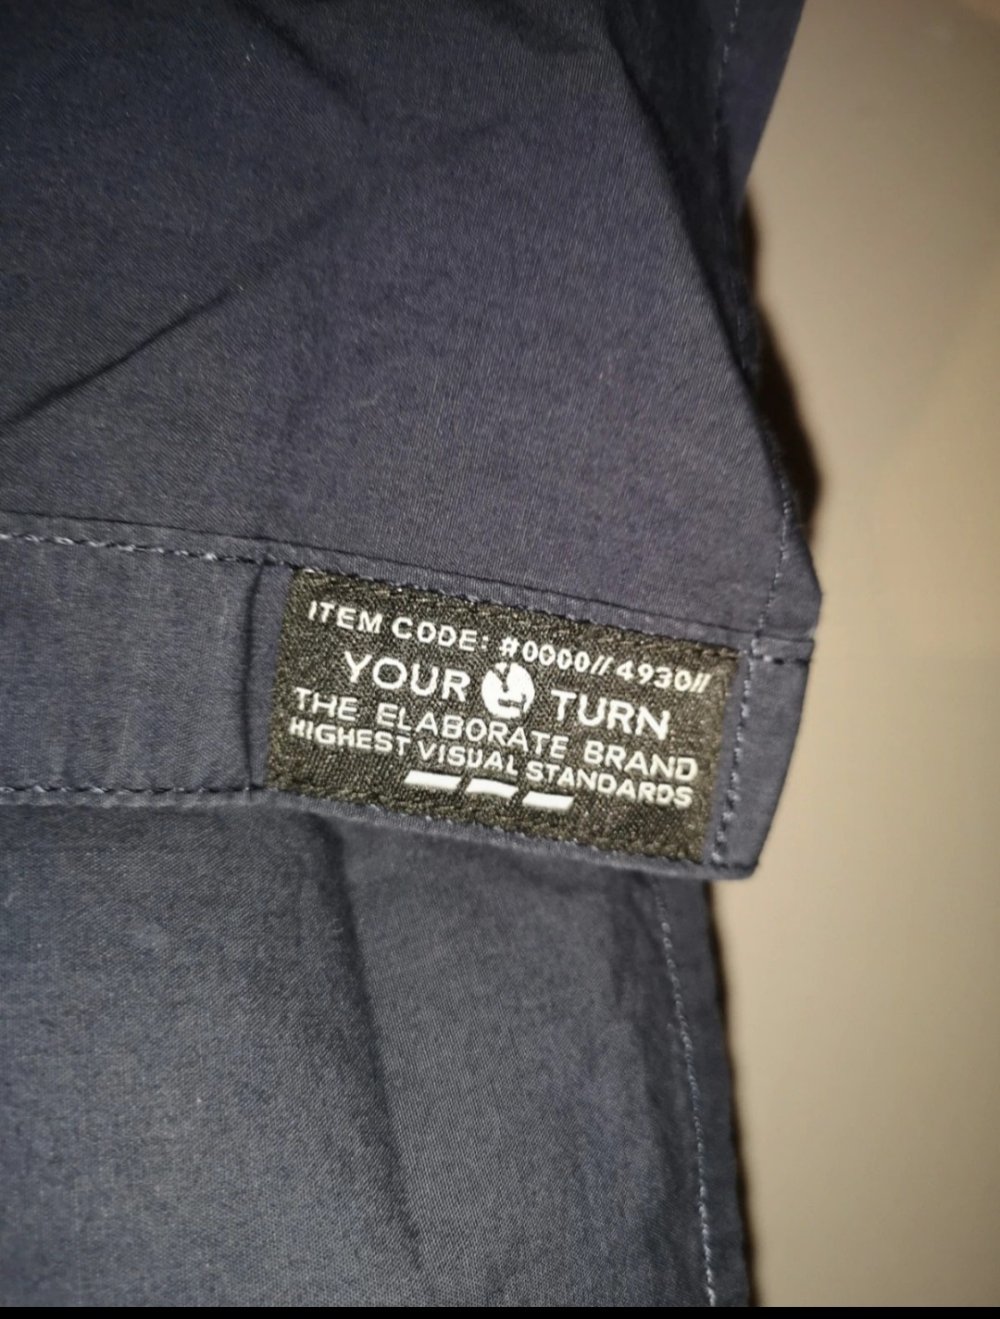 ITEM CODE: #0000//4930//
YOUR TURN
THE ELABORATE BRAND
HIGHEST VISUAL STANDARDS